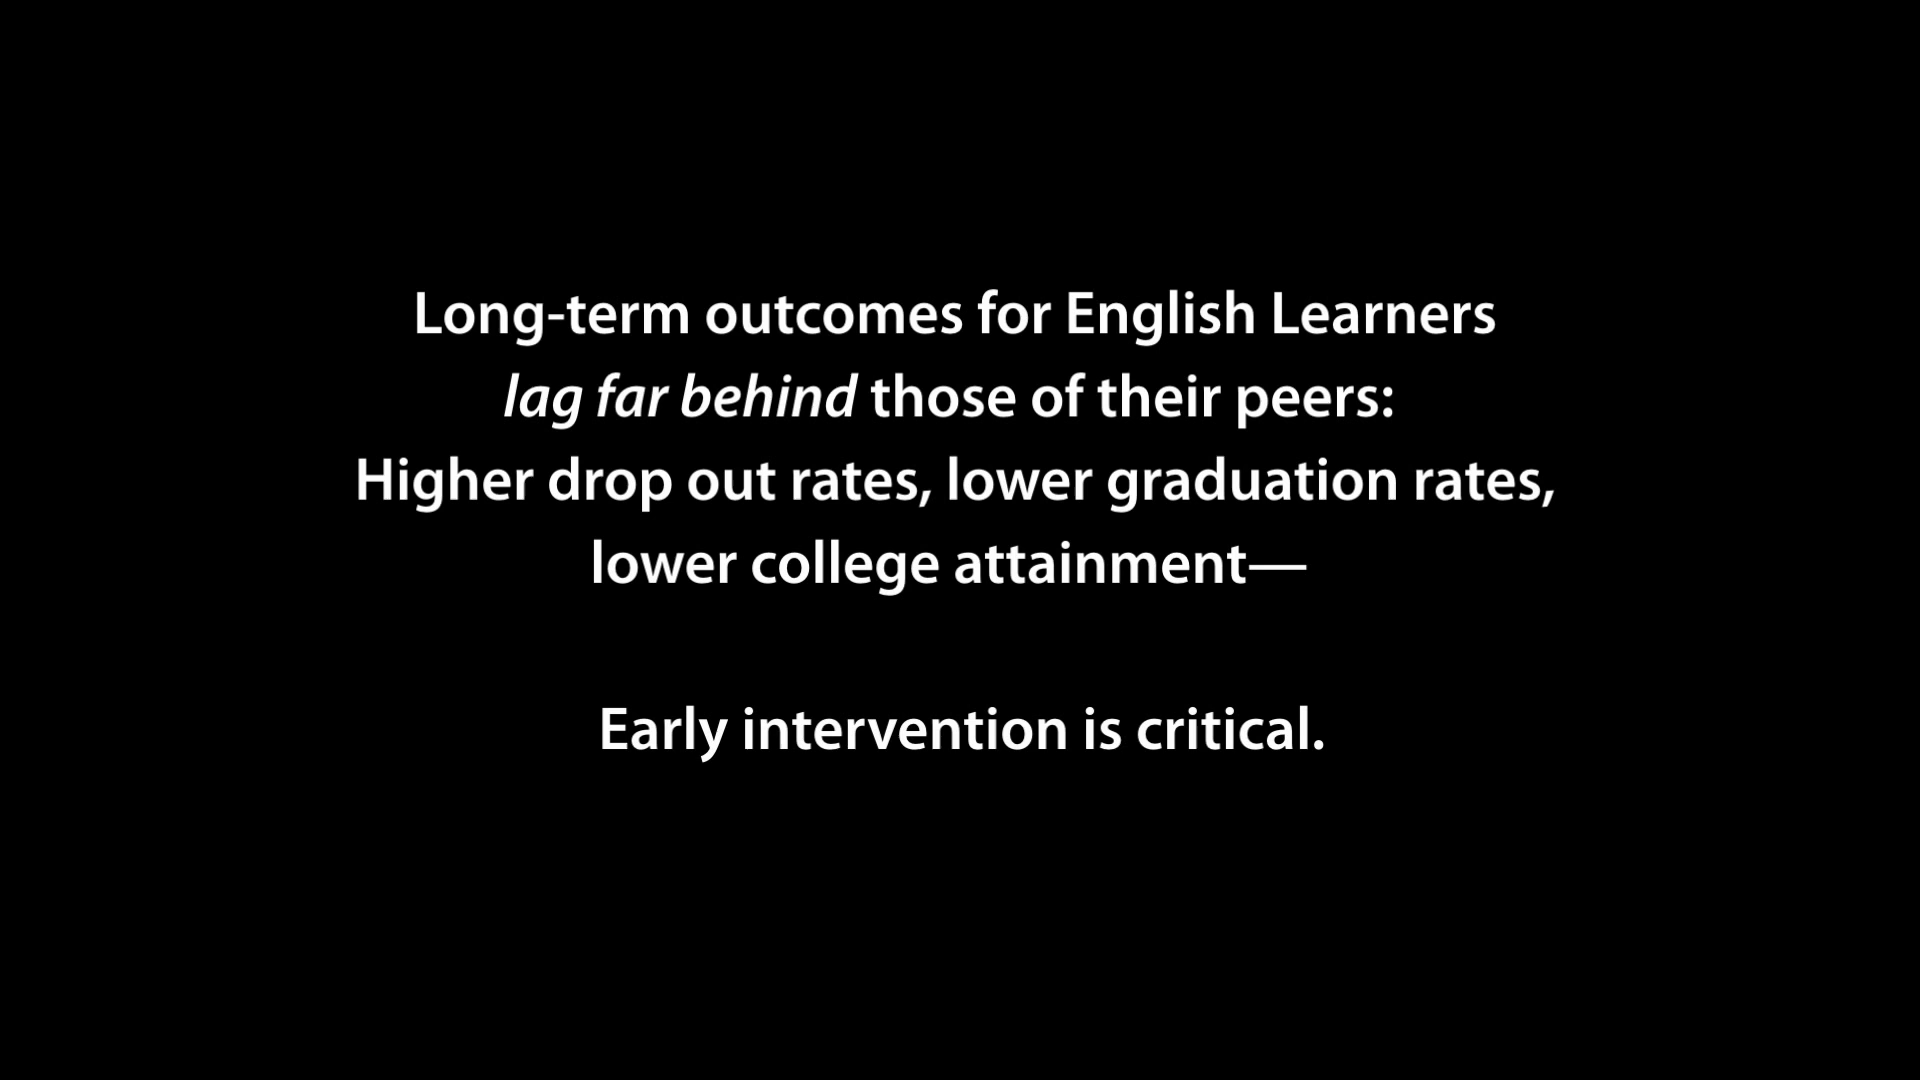 Long-term outcomes for English Learners
lag far behind those of their peers:
Higher drop out rates, lower graduation rates,
lower college attainment—
Early intervention is critical.